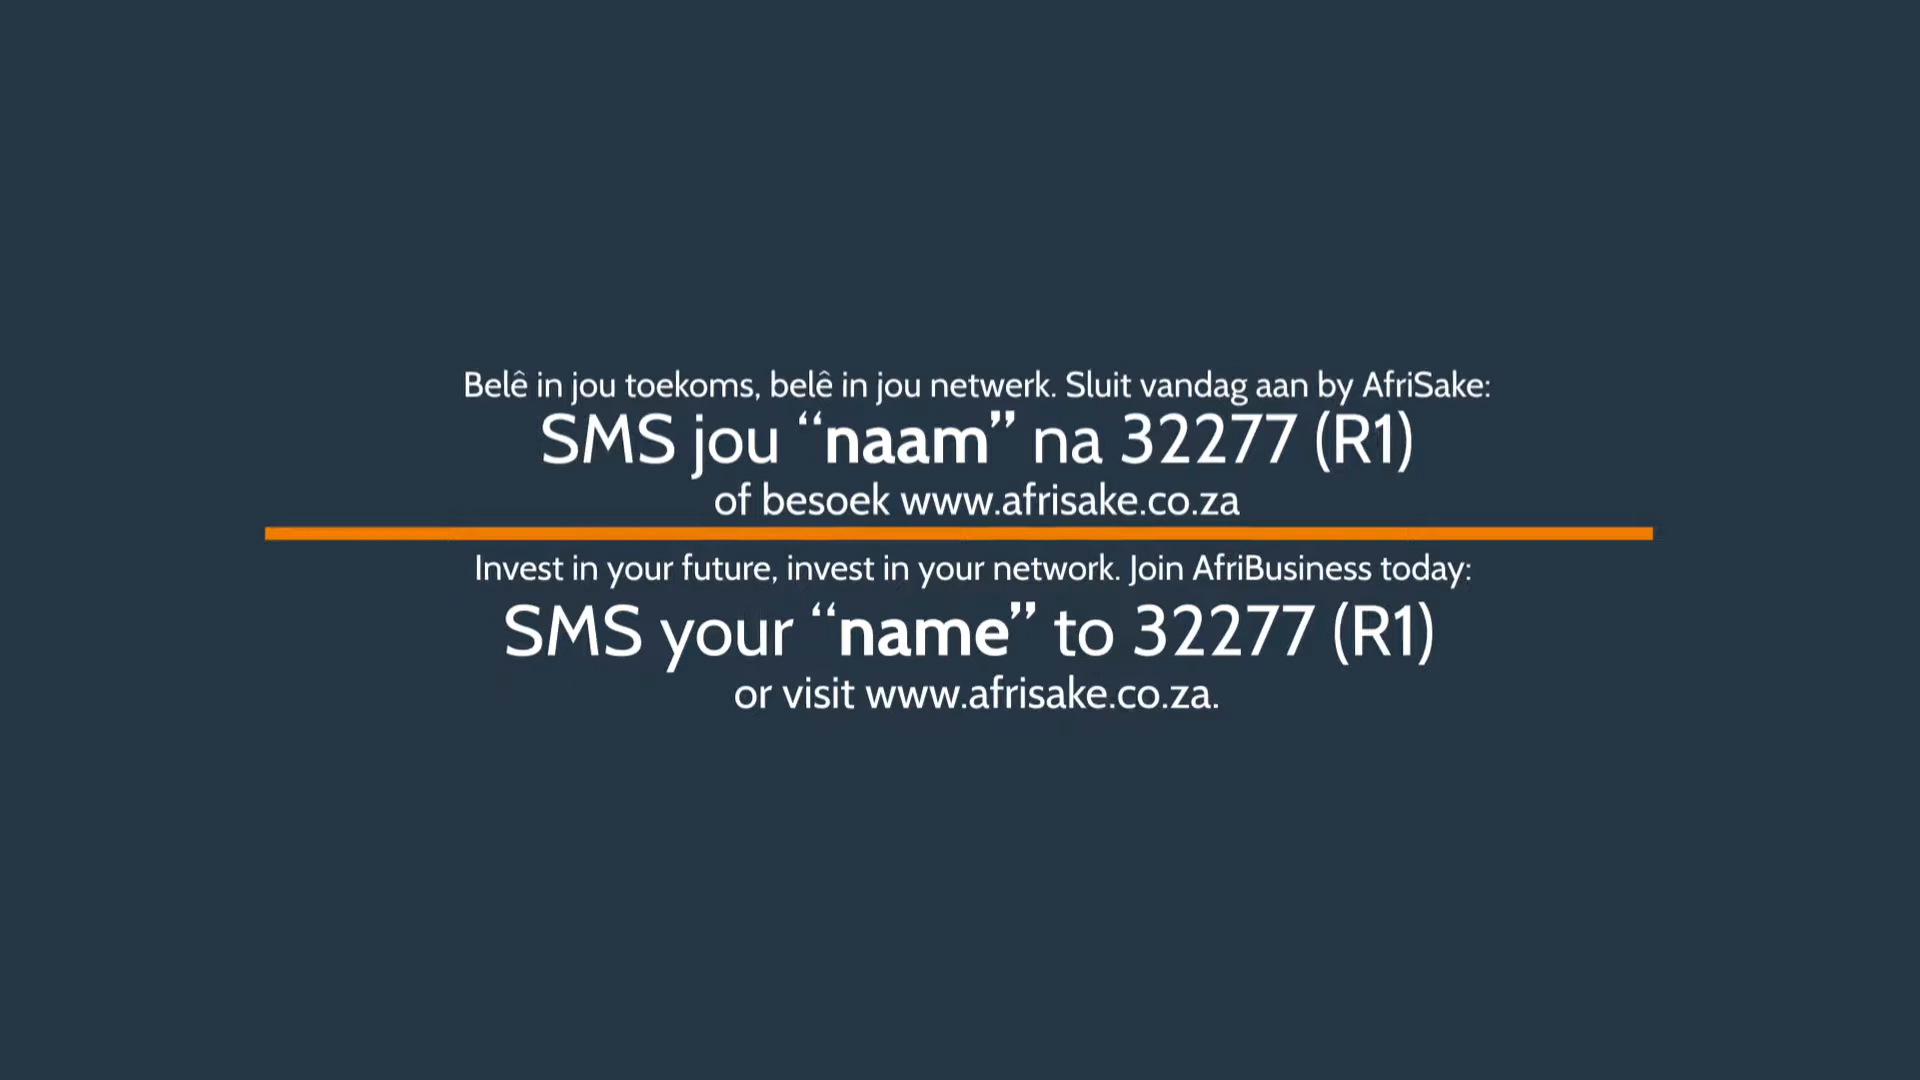 Belê in jou toekoms, belê in jou netwerk. Sluit vandag aan by AfriSake:
SMS jou “naam” na 32277 (R1)
of besoek www.afrisake.co.za
Invest in your future, invest in your network. Join AfriBusiness today:
SMS your “name” to 32277 (R1)
or visit www.afrisake.co.za.